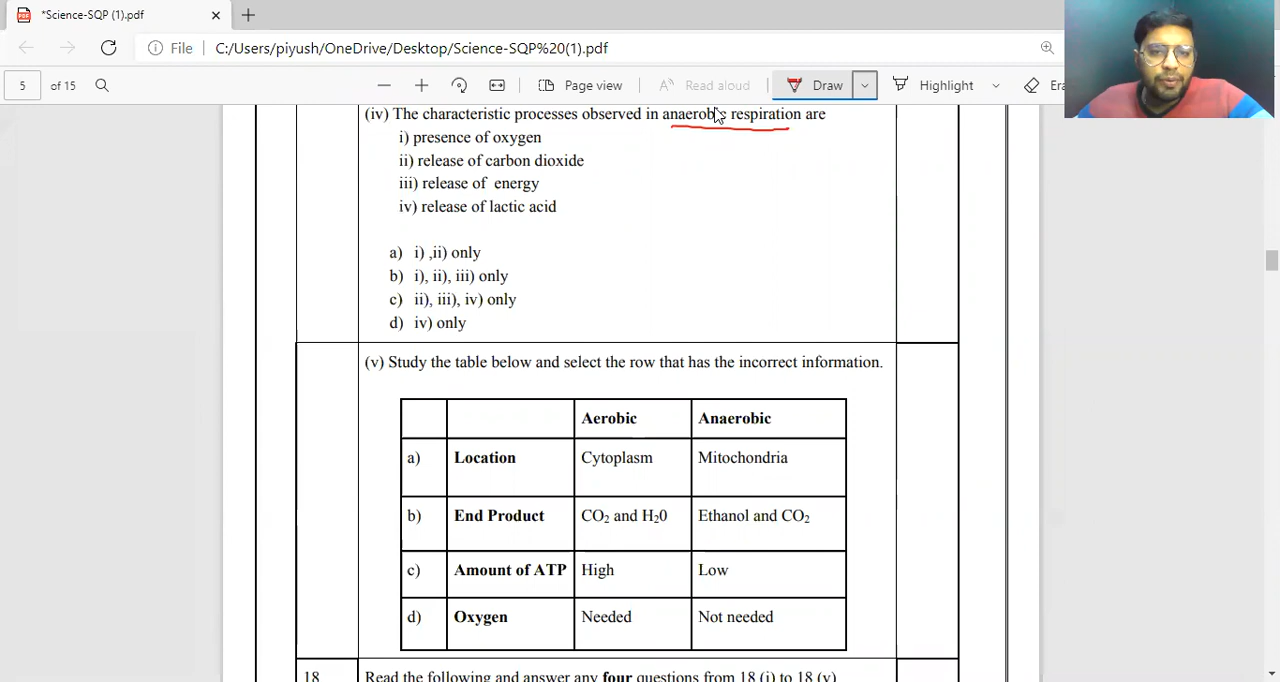 *Science-SQP (1).pdf
File
C:/Users/piyush/OneDrive/Desktop/Science-SQP%20(1).pdf
5 of 15
Page view
Read aloud
Draw
Highlight
Era
(iv) The characteristic processes observed in anaerobic respiration are
i) presence of oxygen
ii) release of carbon dioxide
iii) release of energy
iv) release of lactic acid
a) i) ,ii) only
b) i), ii), iii) only
c) ii), iii), iv) only
d) iv) only
(v) Study the table below and select the row that has the incorrect information.
Aerobic Anaerobic
a) Location Cytoplasm Mitochondria
b) End Product CO₂ and H₂0 Ethanol and CO₂
c) Amount of ATP High Low
d) Oxygen Needed Not needed
18 Read the following and answer any four questions from 18 (i) to 18 (v)